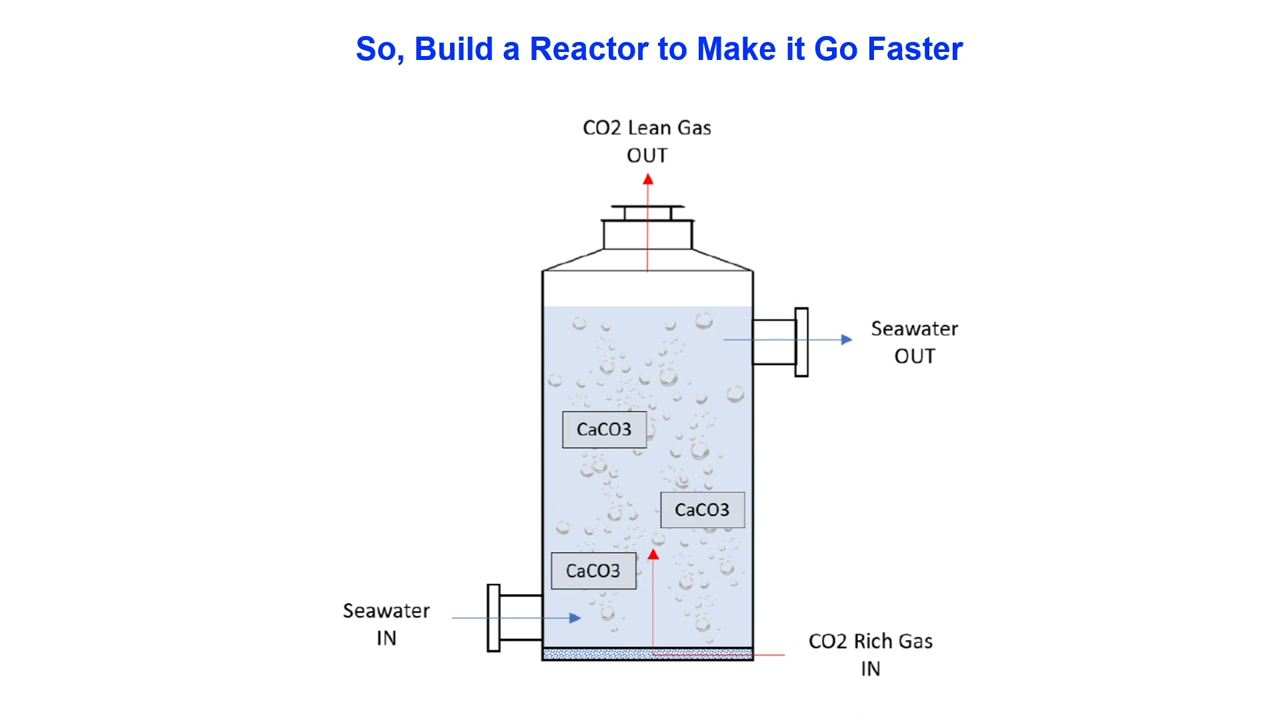 So, Build a Reactor to Make it Go Faster
CO2 Lean Gas
OUT
Seawater
OUT
CaCO3
CaCO3
CaCO3
Seawater
IN
CO2 Rich Gas
IN